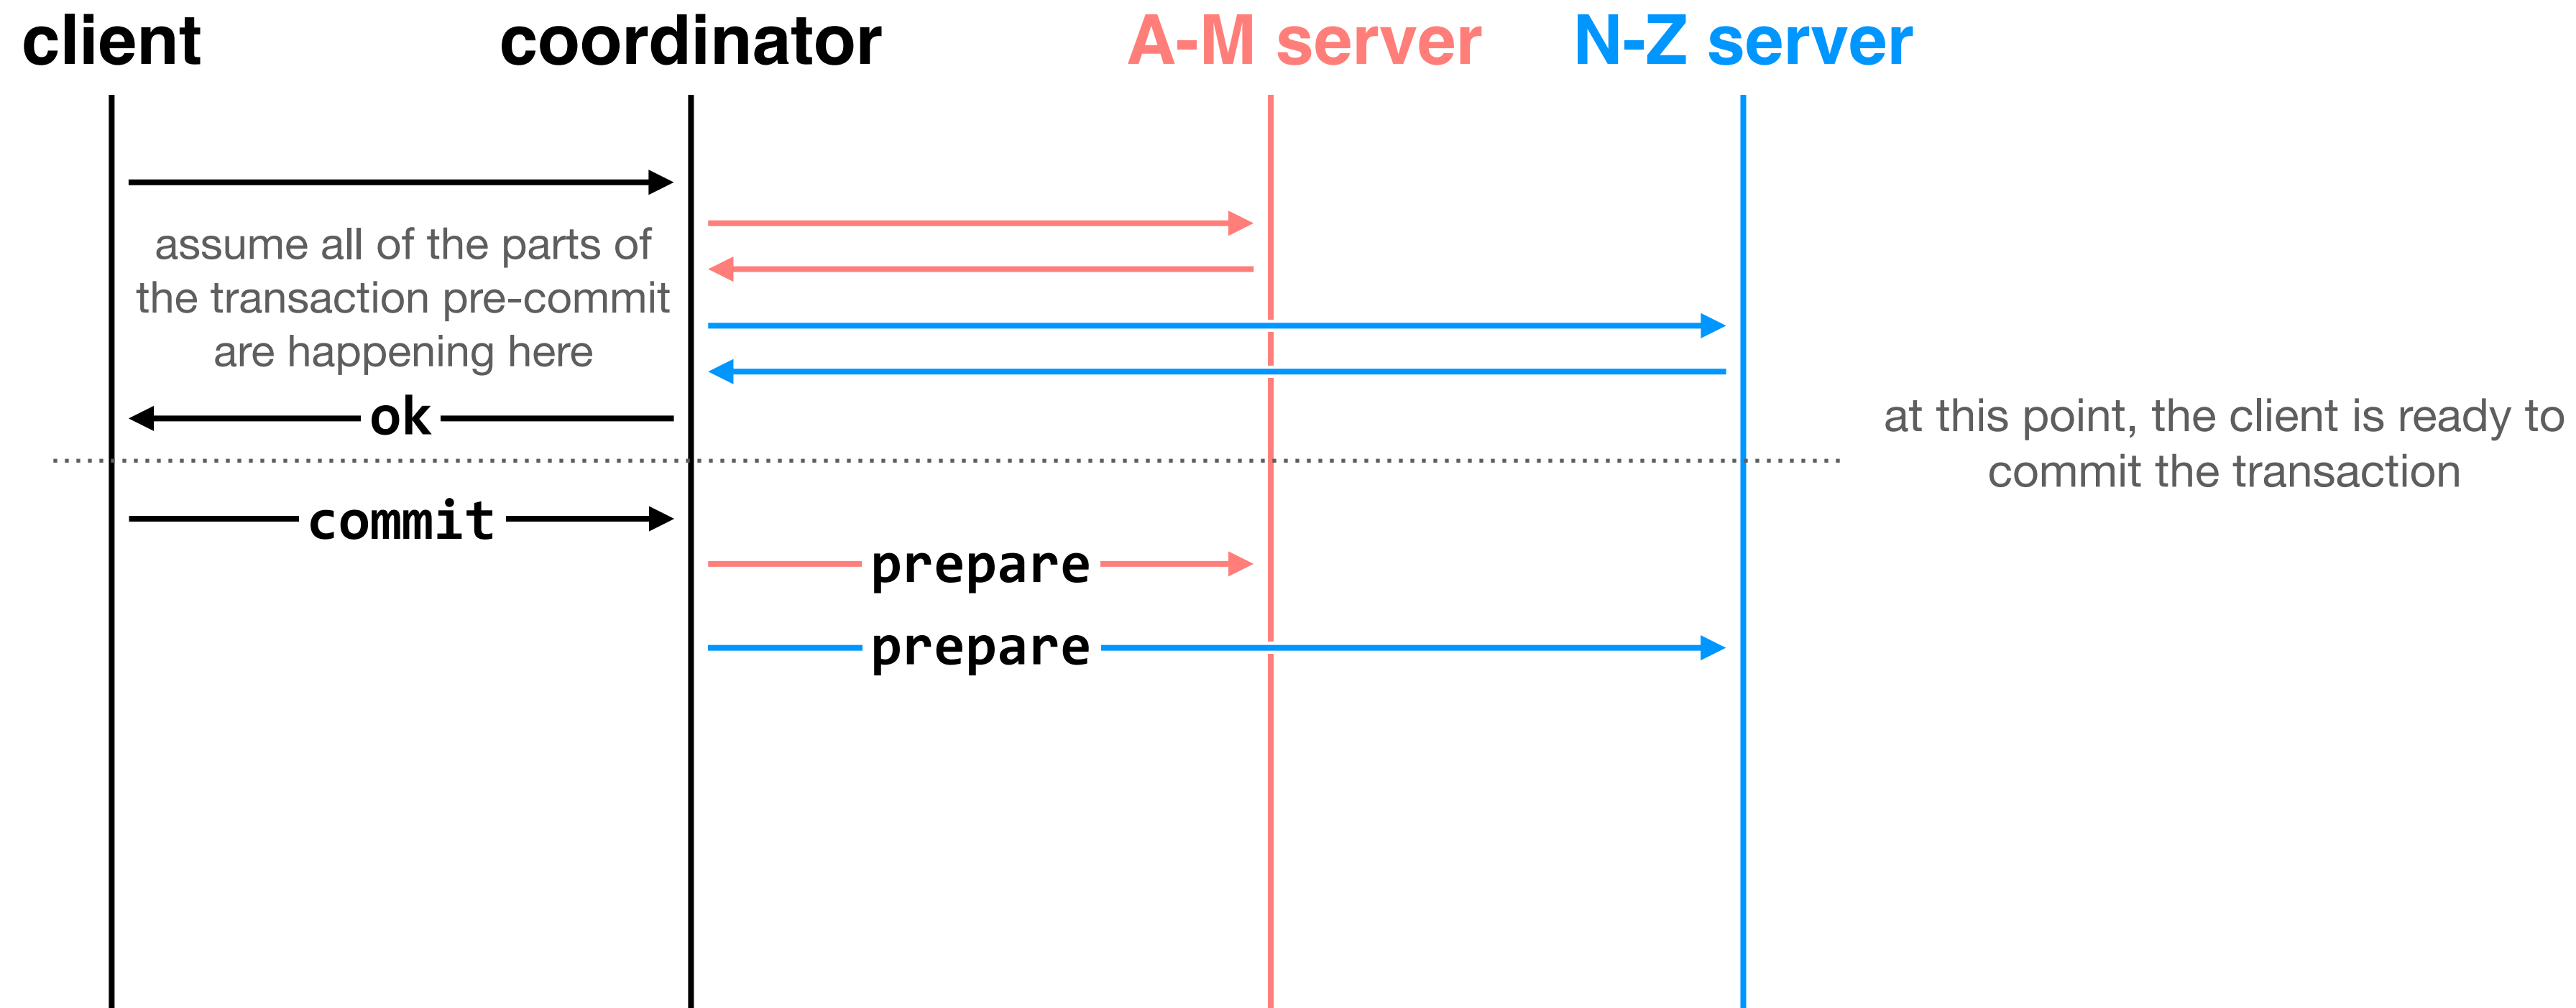 client
coordinator
A-M server
N-Z server
assume all of the parts of
the transaction pre-commit
are happening here
ok
at this point, the client is ready to
commit the transaction
commit
prepare
prepare